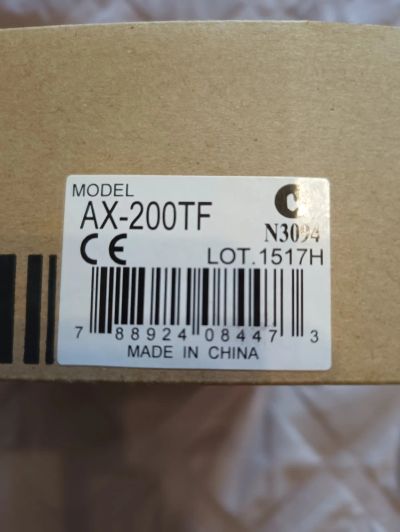 MODEL
AX-200TF
N3094
CE LOT.1517H
7 88924 08447 3
MADE IN CHINA